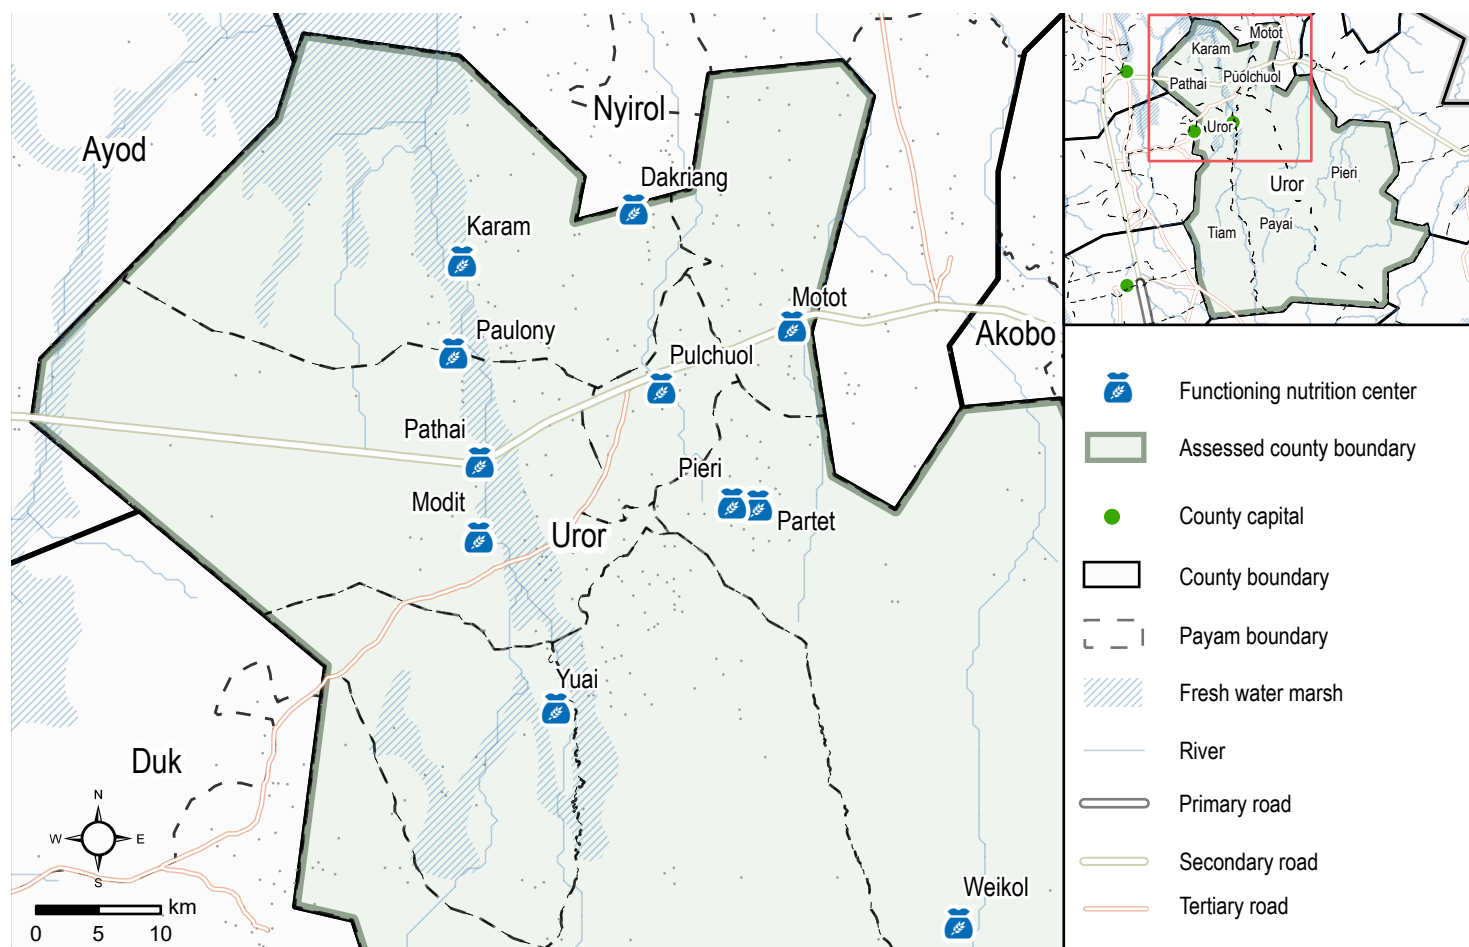 Ayod
Nyirol
Dakriang
Karam
Motot
Paulony
Akobo
Pulchuol
Pathai
Pieri
Modit
Partet
Uror
Yuai
Duk
Weikol
N
W
E
S
km
0 5 10
Motot
Karam
Puolchuol
Pathai
Uror
Pieri
Uror
Payai
Tiam
Functioning nutrition center
Assessed county boundary
County capital
County boundary
Payam boundary
Fresh water marsh
River
Primary road
Secondary road
Tertiary road